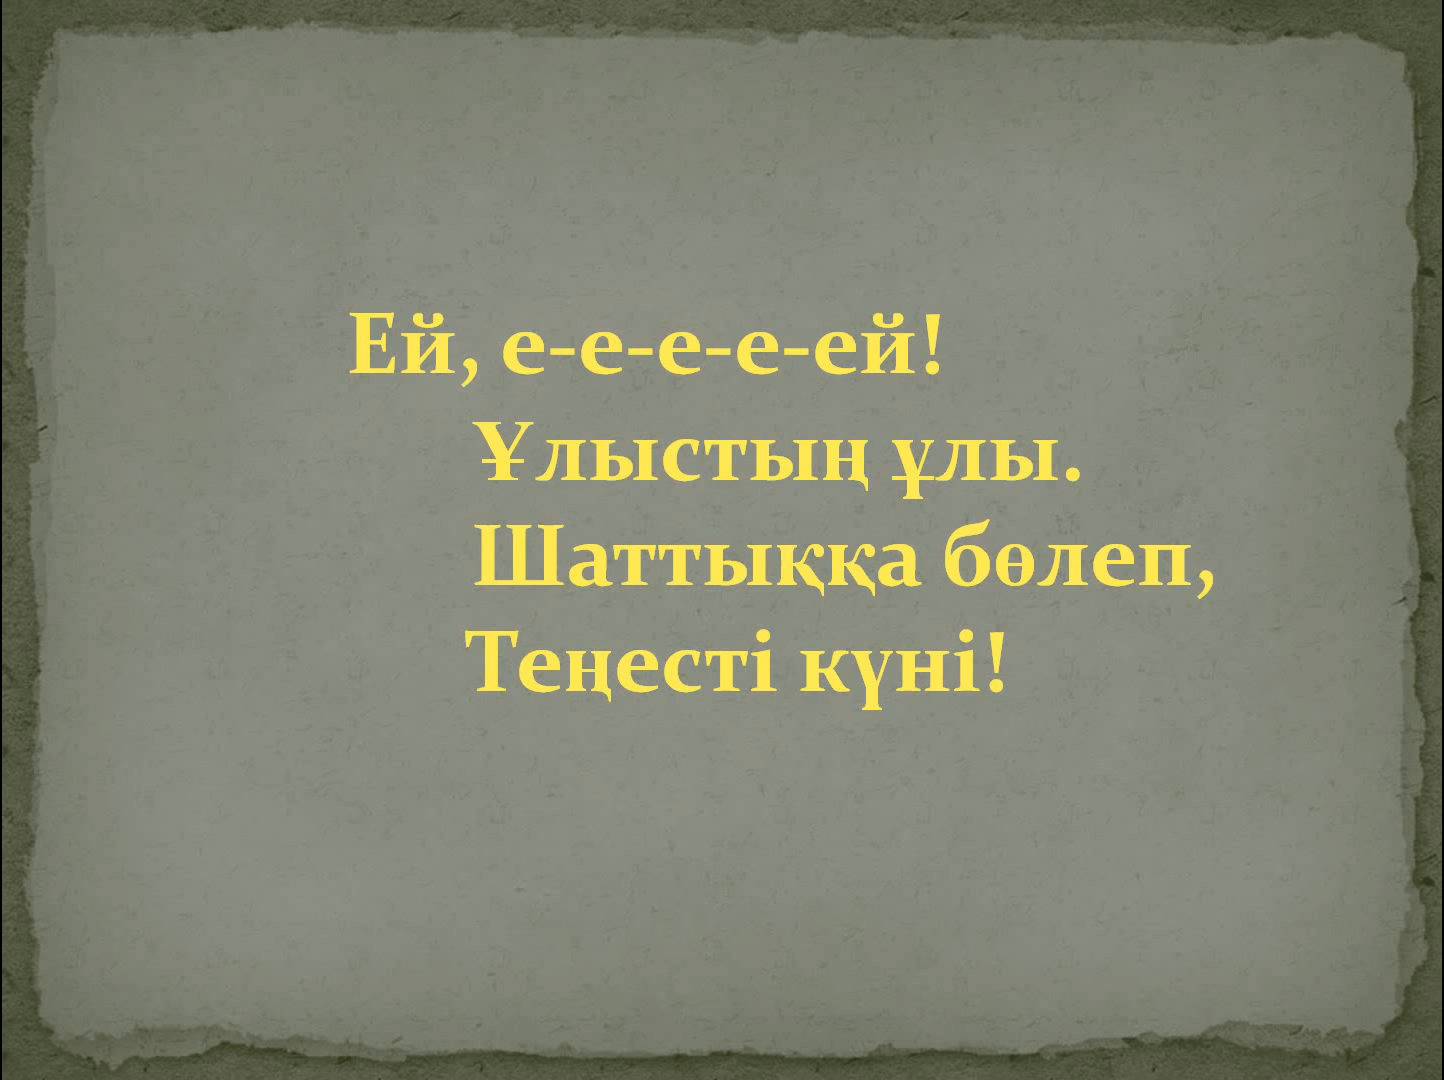 Ей, е-е-е-е-ей!
Ұлыстың ұлы.
Шаттыққа бөлеп,
Теңесті күні!